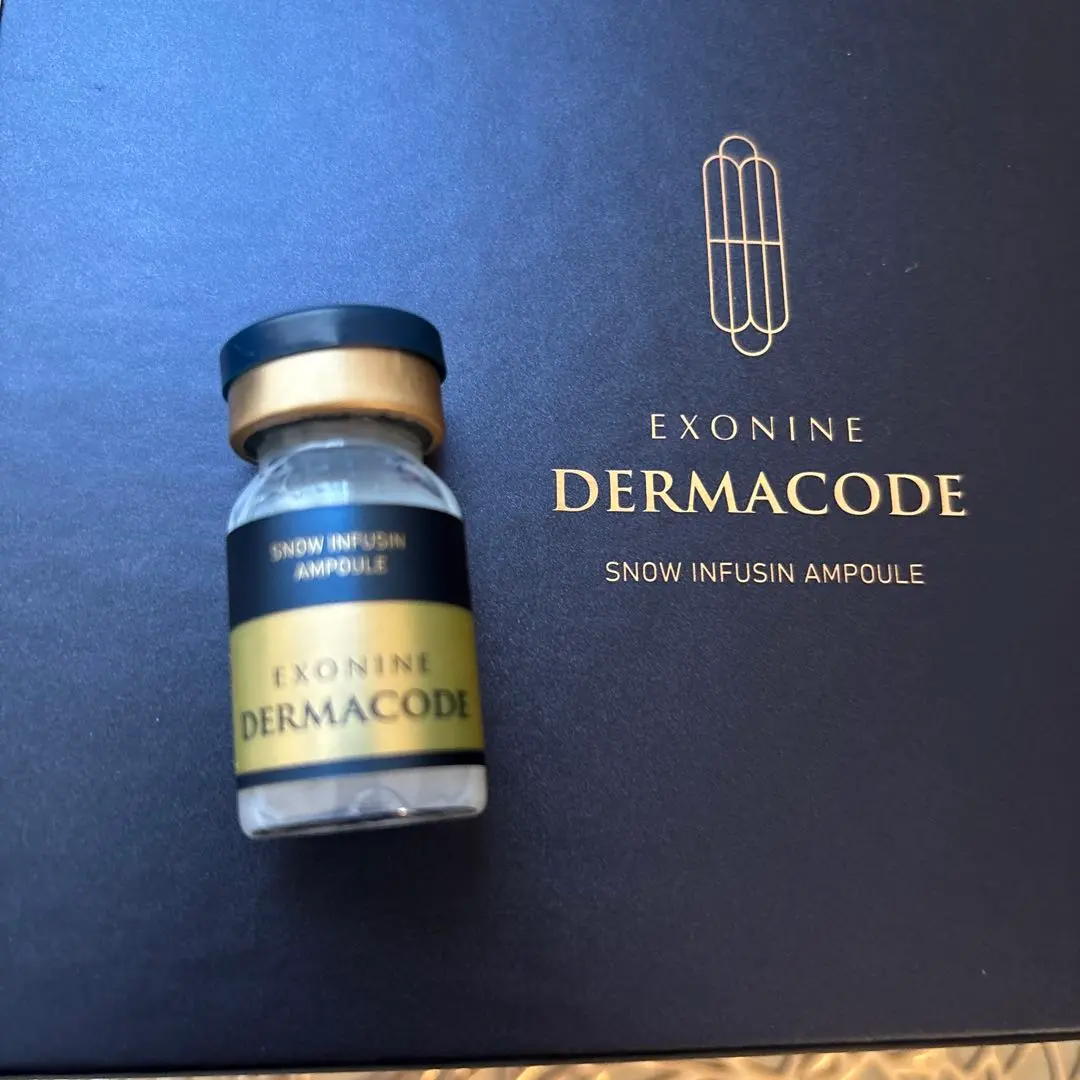 SNOW INFUSIN
AMPOULE
EXONINE
DERMACODE
EXONINE
DERMACODE
SNOW INFUSIN AMPOULE